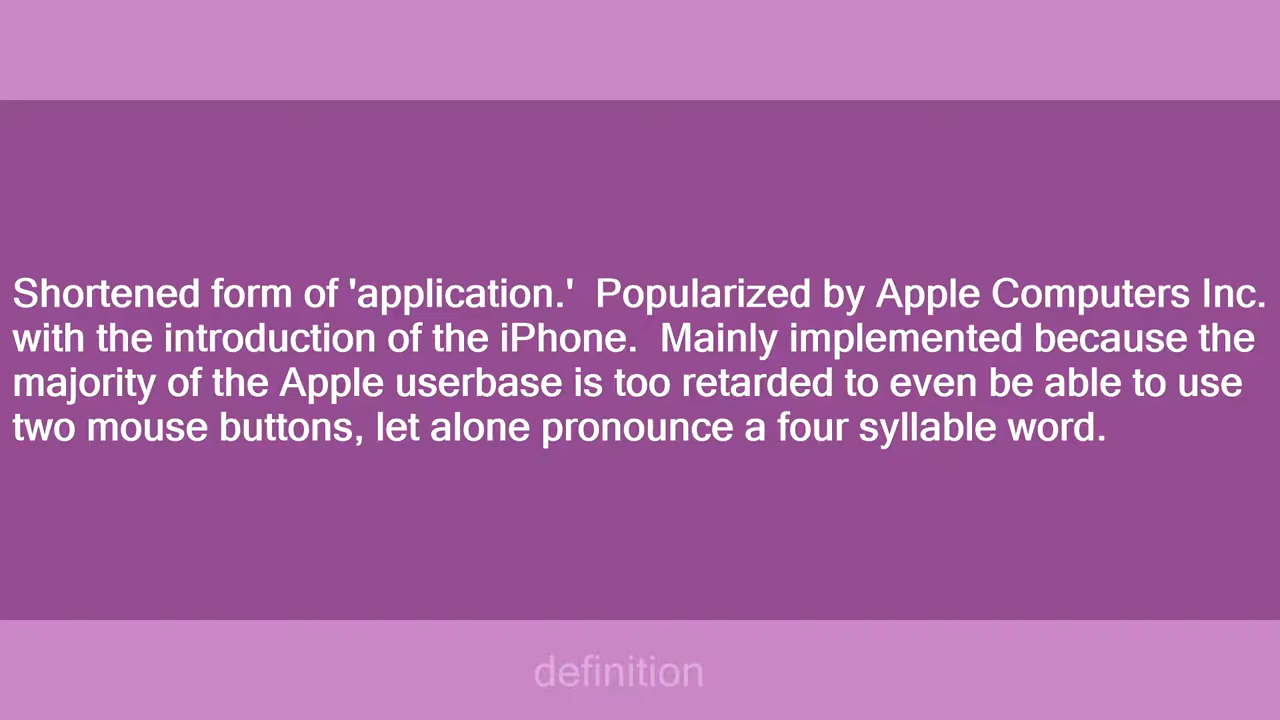 Shortened form of 'application.'  Popularized by Apple Computers Inc.
with the introduction of the iPhone.  Mainly implemented because the
majority of the Apple userbase is too retarded to even be able to use
two mouse buttons, let alone pronounce a four syllable word.
definition